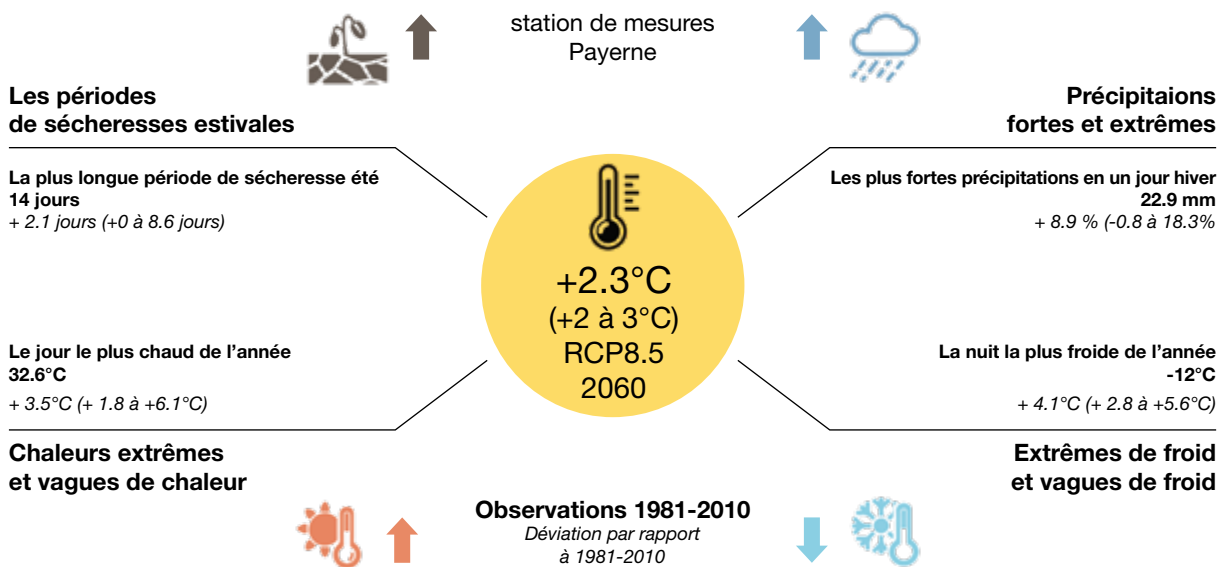 station de mesures
Payerne
Les périodes
de sécheresses estivales
Précipitaions
fortes et extrêmes
La plus longue période de sécheresse été
14 jours
+ 2.1 jours (+0 à 8.6 jours)
Les plus fortes précipitations en un jour hiver
22.9 mm
+ 8.9 % (-0.8 à 18.3%
+2.3°C
(+2 à 3°C)
RCP8.5
2060
Le jour le plus chaud de l’année
32.6°C
+ 3.5°C (+ 1.8 à +6.1°C)
La nuit la plus froide de l’année
-12°C
+ 4.1°C (+ 2.8 à +5.6°C)
Chaleurs extrêmes
et vagues de chaleur
Extrêmes de froid
et vagues de froid
Observations 1981-2010
Déviation par rapport
à 1981-2010